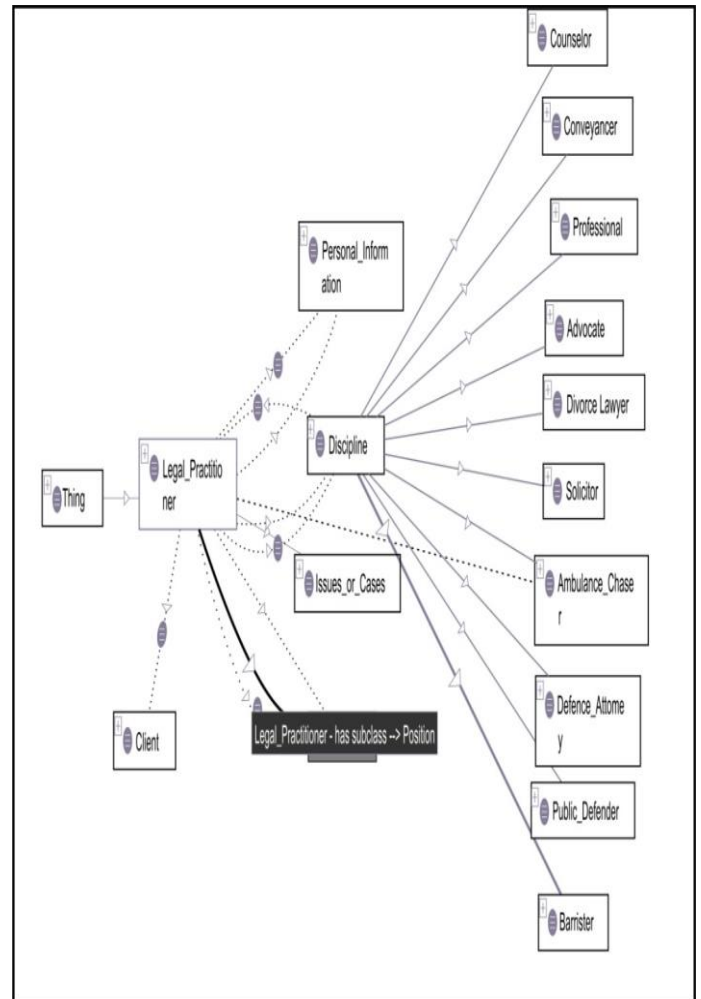 Counselor
Conveyancer
Professional
Personal_Inform
ation
Advocate
Divorce Lawyer
Discipline
Legal_Practitio
ner
Thing
Solicitor
Issues_or_Cases
Ambulance_Chase
r
Defence_Attorne
y
Legal_Practitioner - has subclass --> Position
Client
Public_Defender
Barrister